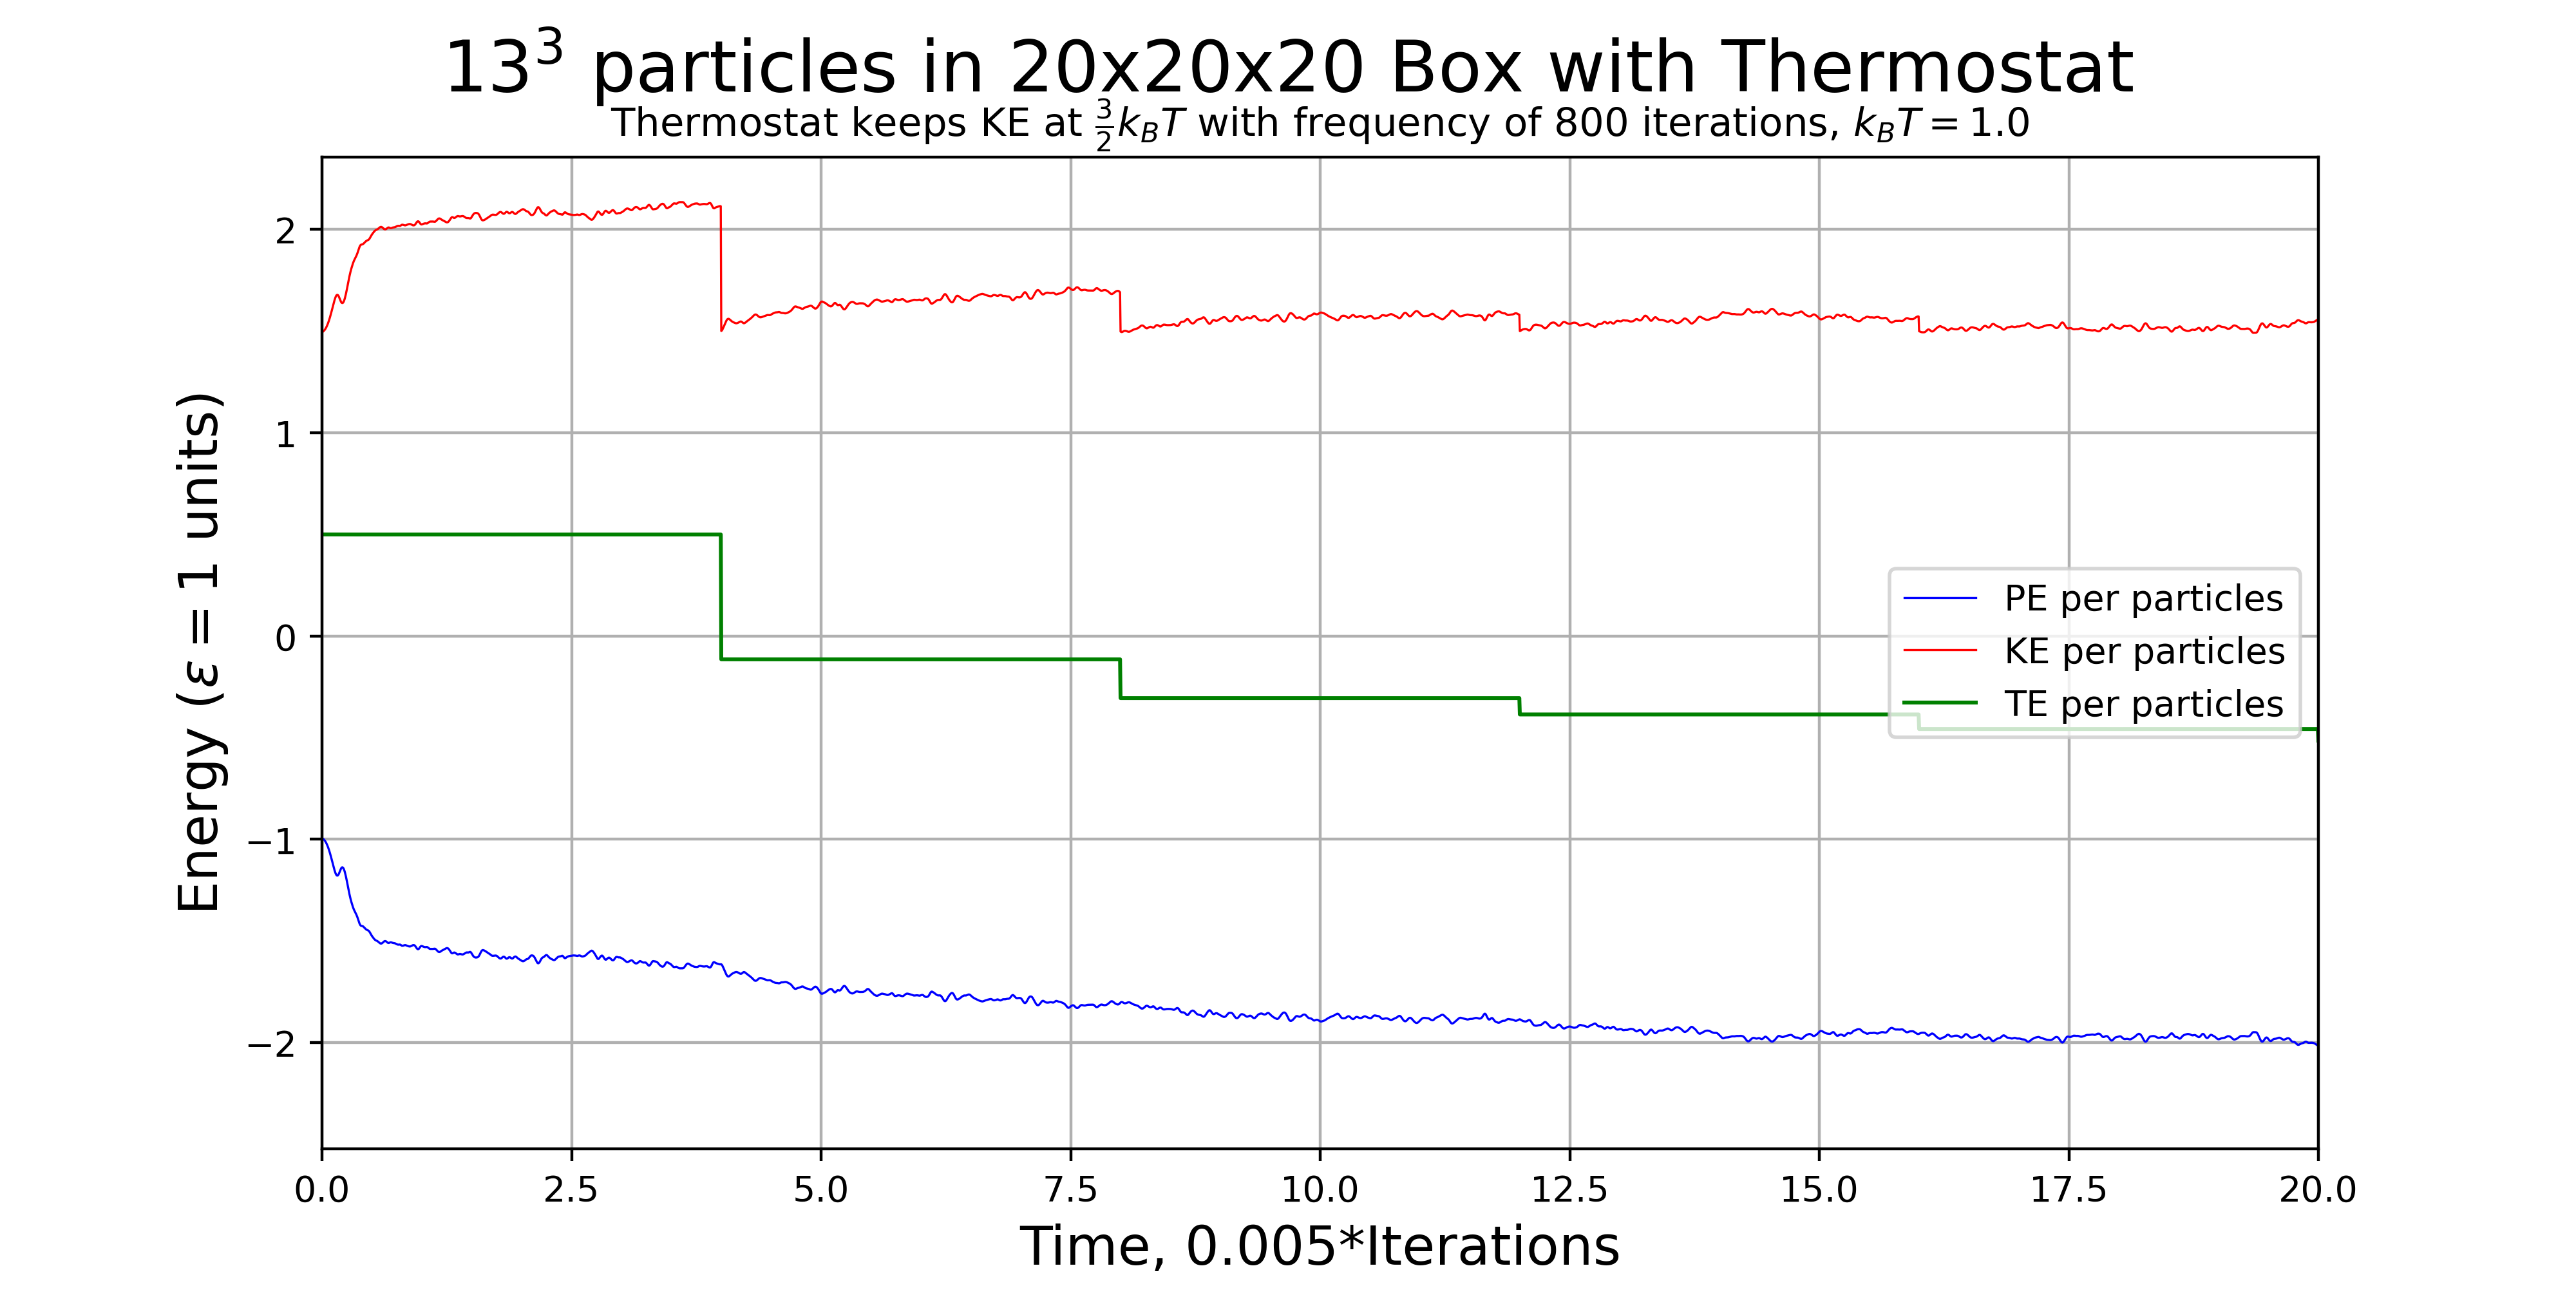 13³ particles in 20x20x20 Box with Thermostat
Thermostat keeps KE at 3/2 k_BT with frequency of 800 iterations, k_BT = 1.0
Energy (ε = 1 units)
2
1
0
−1
−2
PE per particles
KE per particles
TE per particles
0.0 2.5 5.0 7.5 10.0 12.5 15.0 17.5 20.0
Time, 0.005*Iterations